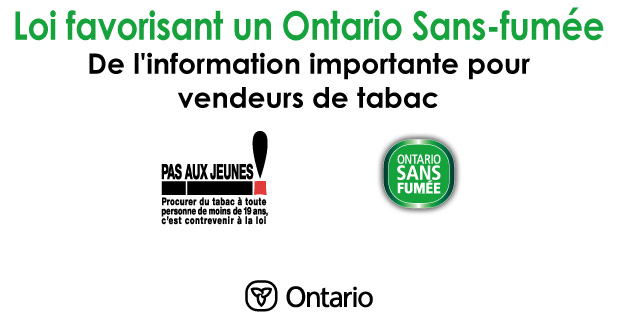 Loi favorisant un Ontario Sans-fumée
De l'information importante pour
vendeurs de tabac
PAS AUX JEUNES!
Procurer du tabac à toute
personne de moins de 19 ans,
c'est contrevenir à la loi
ONTARIO
SANS
FUMÉE
Ontario